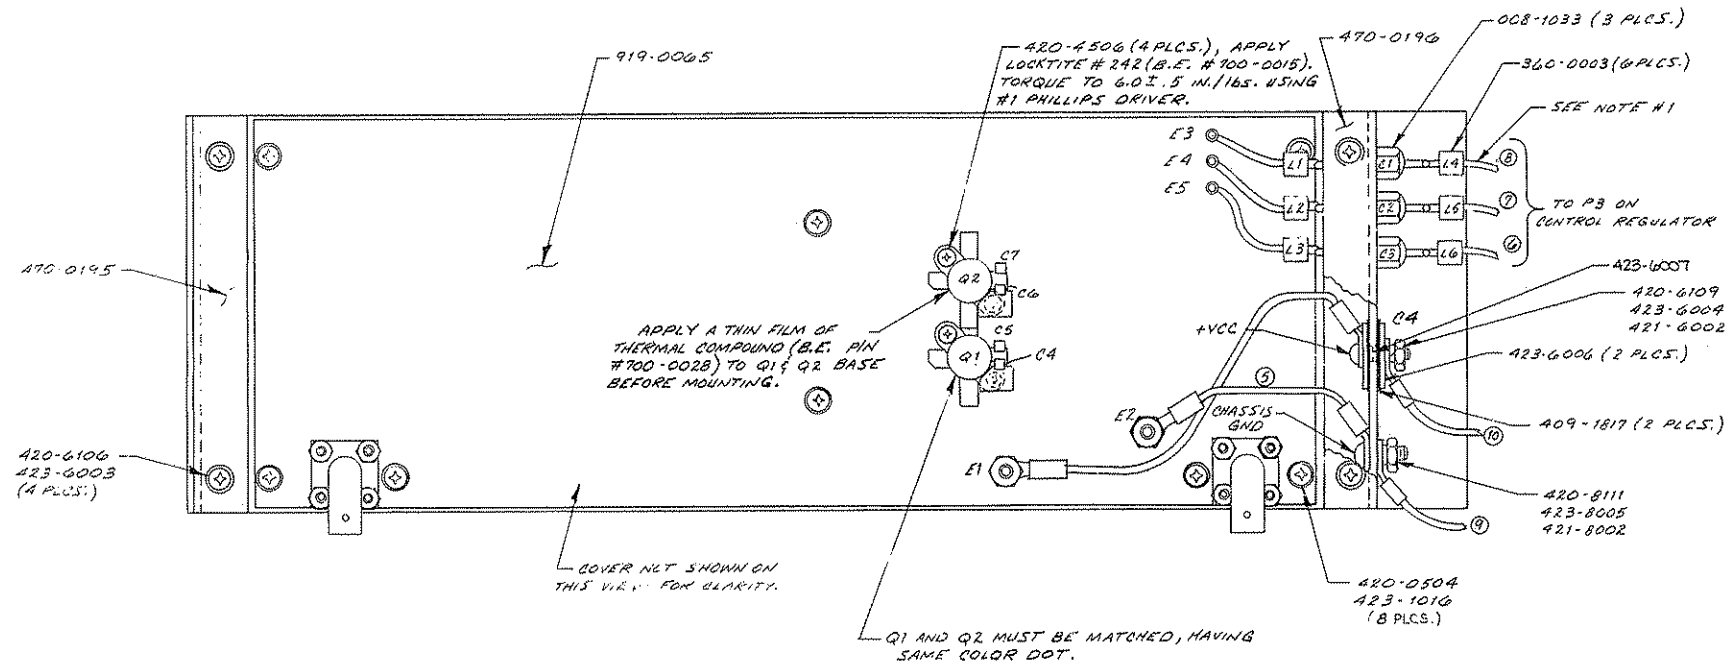 919-0065
420-4506 (4 PLCS.), APPLY
LOCKTITE # 242 (B.E. # 700-0015).
TORQUE TO 6.0 ± .5 IN./lbs. USING
#1 PHILLIPS DRIVER.
470-0196
008-1033 (3 PLCS.)
360-0003 (6 PLCS.)
SEE NOTE #1
E3
E4
E5
L1
L2
L3
C1
C2
C3
L4
L5
L6
8
7
6
TO P3 ON
CONTROL REGULATOR
470-0195
Q2
C7
C6
Q1
C5
C4
APPLY A THIN FILM OF
THERMAL COMPOUND (B.E. P/N
#700-0028) TO Q1 & Q2 BASE
BEFORE MOUNTING.
+VCC
C4
423-6007
420-6109
423-6004
421-6002
423-6006 (2 PLCS.)
409-1817 (2 PLCS.)
5
E2
CHASSIS
GND
10
E1
420-6106
423-6003
(4 PLCS.)
420-8111
423-8005
421-8002
9
COVER NOT SHOWN ON
THIS VIEW FOR CLARITY.
420-0504
423-1016
(8 PLCS.)
Q1 AND Q2 MUST BE MATCHED, HAVING
SAME COLOR DOT.